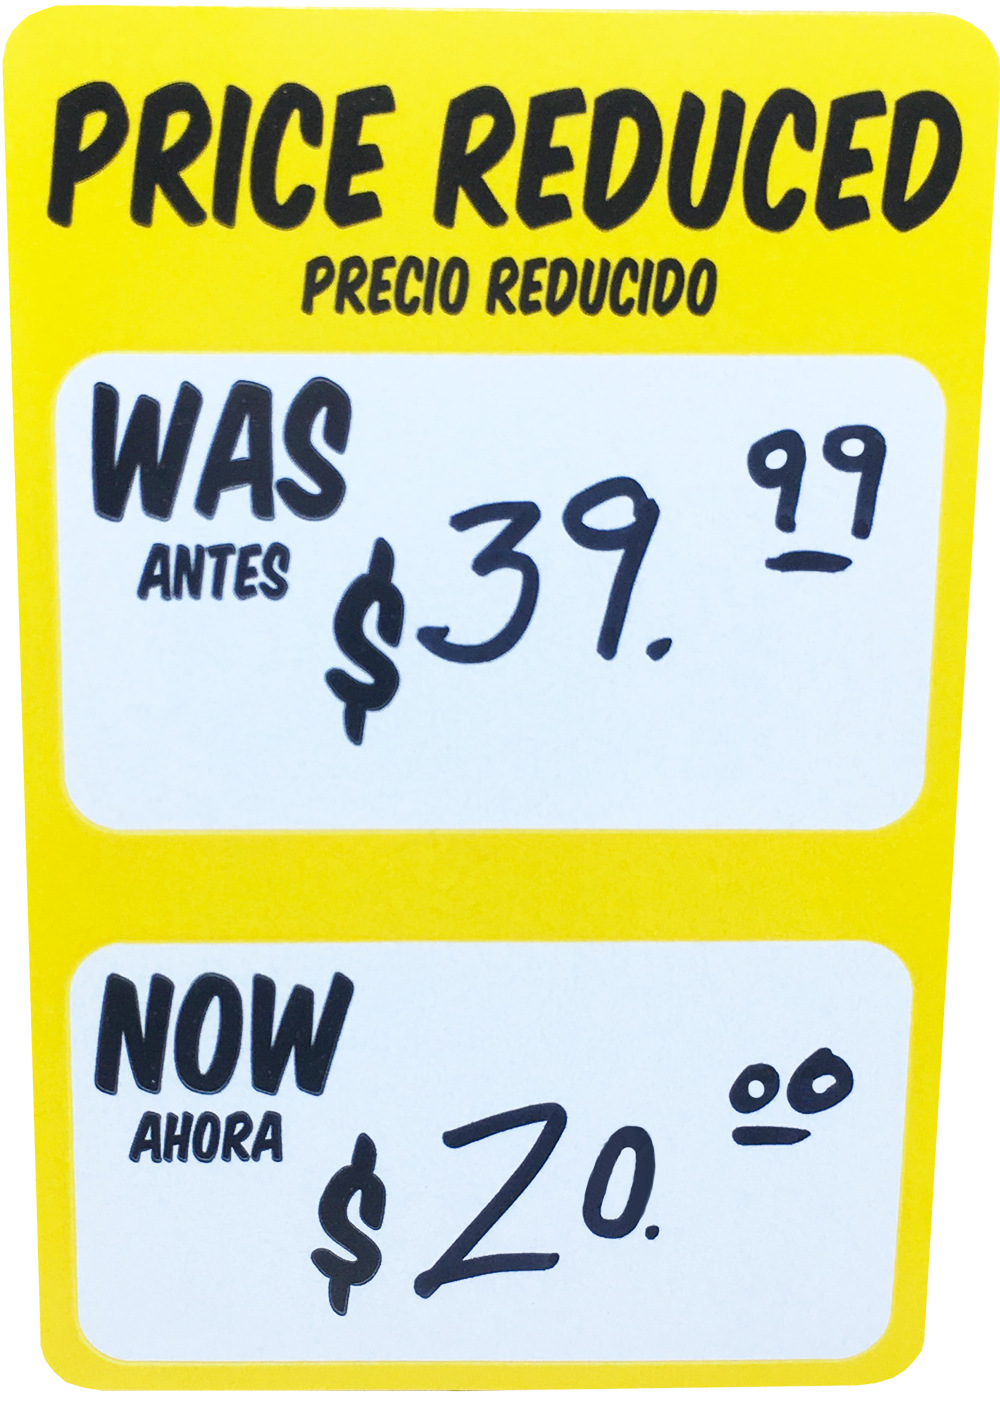 PRICE REDUCED
PRECIO REDUCIDO
WAS
ANTES
$39.99
NOW
AHORA
$20.00